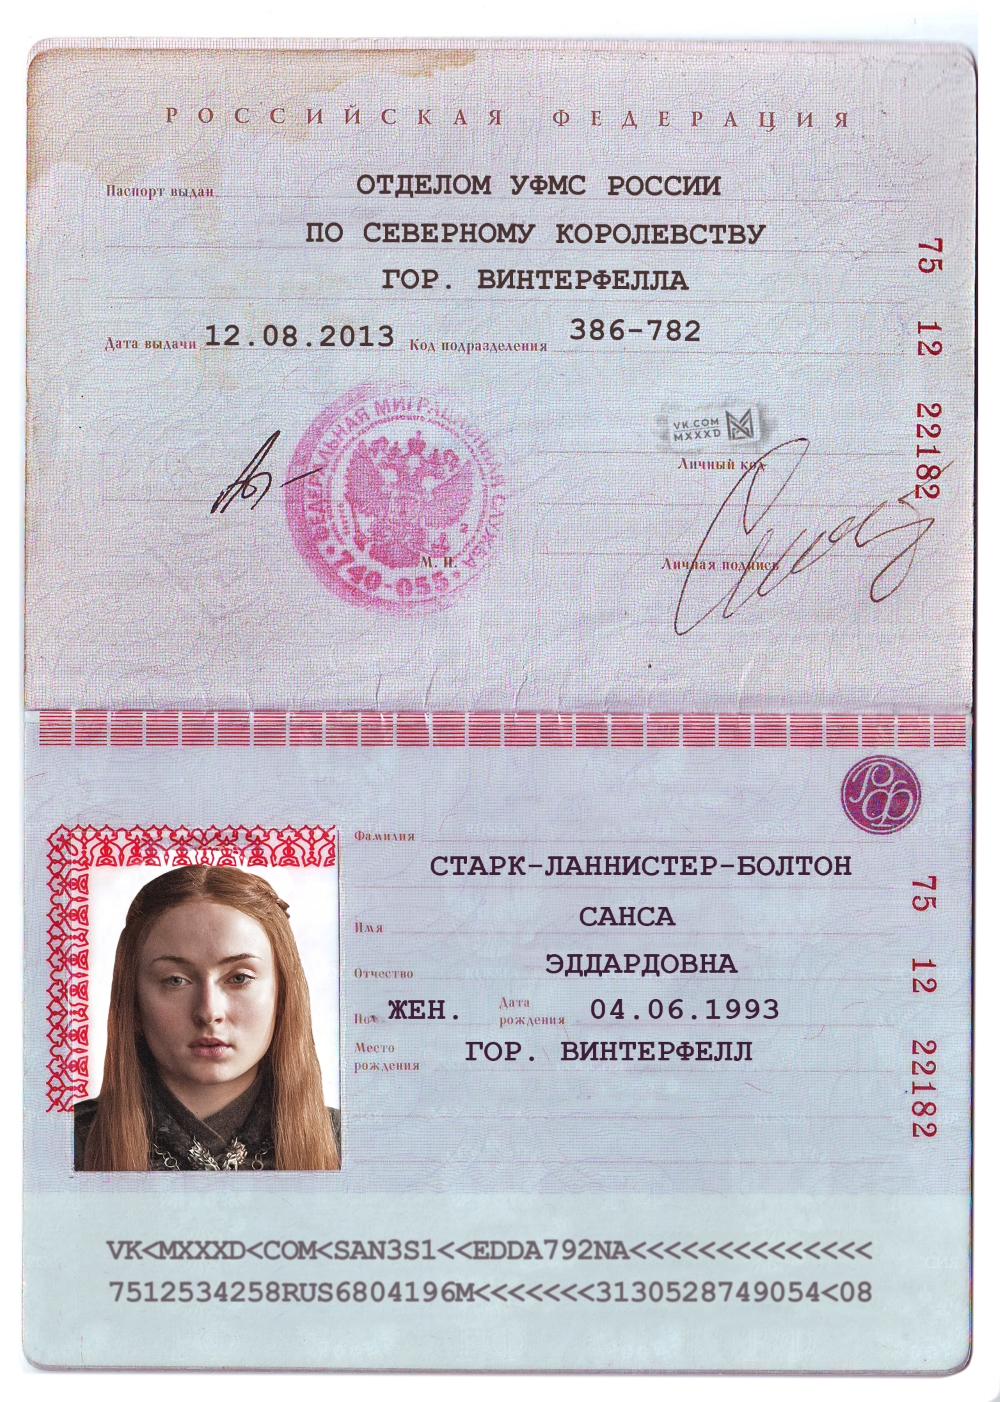 РОССИЙСКАЯ ФЕДЕРАЦИЯ
Паспорт выдан ОТДЕЛОМ УФМС РОССИИ
ПО СЕВЕРНОМУ КОРОЛЕВСТВУ
ГОР. ВИНТЕРФЕЛЛА
Дата выдачи 12.08.2013 Код подразделения 386-782
75 12 22182
ФЕДЕРАЛЬНАЯ МИГРАЦИОННАЯ СЛУЖБА
740-055
VK.COM
MXXXD
Личный код
М. П.
Личная подпись
РФ
Фамилия
СТАРК-ЛАННИСТЕР-БОЛТОН
Имя САНСА
Отчество ЭДДАРДОВНА
Пол ЖЕН. Дата рождения 04.06.1993
Место рождения ГОР. ВИНТЕРФЕЛЛ
75 12 22182
VK<MXXXD<COM<SAN3S1<<EDDA792NA<<<<<<<<<<<<<<
7512534258RUS6804196M<<<<<<<3130528749054<08